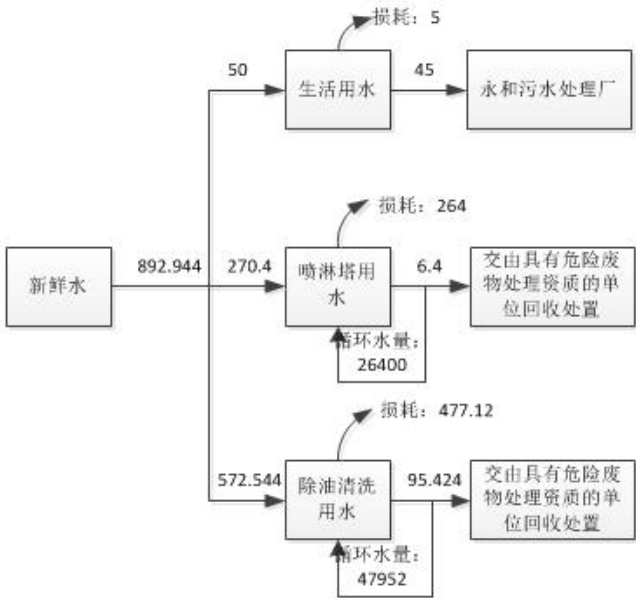 损耗：5
50
生活用水
45
永和污水处理厂
损耗：264
新鲜水
892.944
270.4
喷淋塔用
水
6.4
交由具有危险废
物处理资质的单
位回收处置
循环水量：
26400
损耗：477.12
572.544
除油清洗
用水
95.424
交由具有危险废
物处理资质的单
位回收处置
循环水量：
47952